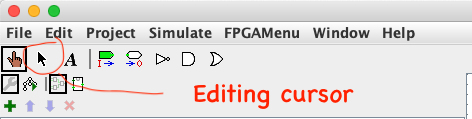 File Edit Project Simulate FPGAMenu Window Help
A
Editing cursor